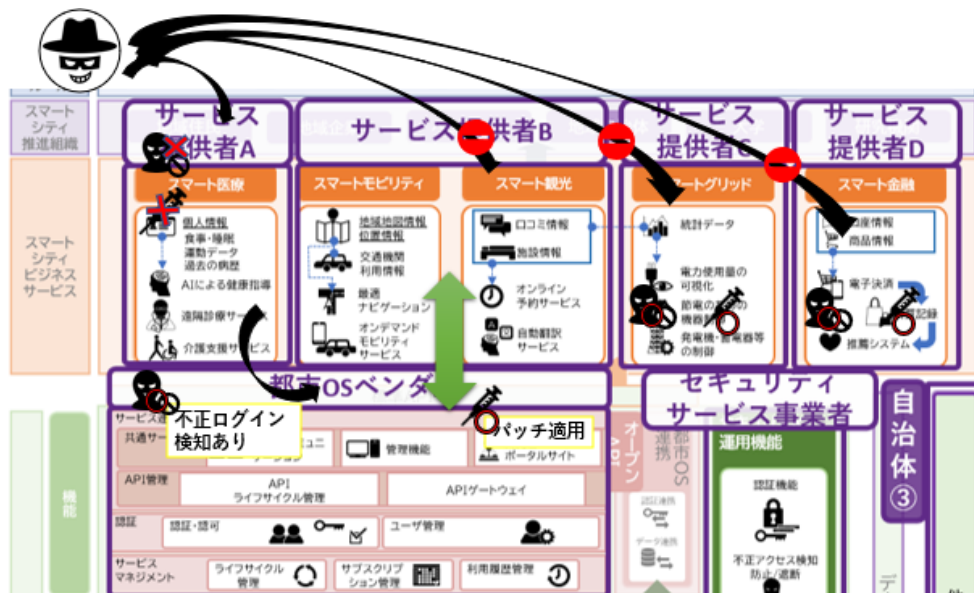 スマート
シティ
推進組織
サービス
提供者A
サービス提供者B
サービス
提供者C
サービス
提供者D
スマート
シティ
ビジネス
サービス
スマート医療
個人情報
食事・睡眠
運動データ
過去の病歴
AIによる健康指導
遠隔診療サービス
介護支援サービス
スマートモビリティ
地域地図情報
位置情報
交通機関
利用情報
最適
ナビゲーション
オンデマンド
モビリティ
サービス
スマート観光
口コミ情報
施設情報
オンライン
予約サービス
自動翻訳
サービス
スマートグリッド
統計データ
電力使用量の
可視化
機器制御
発電機・蓄電器等
の制御
スマート金融
口座情報
商品情報
電子決済
記録
推薦システム
都市OSベンダ
セキュリティ
サービス事業者
自治体③
機能
不正ログイン
検知あり
パッチ適用
共通サー
管理機能
ポータルサイト
API管理
API
ライフサイクル管理
APIゲートウェイ
認証
認証・認可
ユーザ管理
サービス
マネジメント
ライフサイクル
管理
サブスクリプ
ション管理
利用履歴管理
オープン
API
都市OS
連携
認証連携
データ連携
運用機能
認証機能
不正アクセス検知
防止/遮断
デ